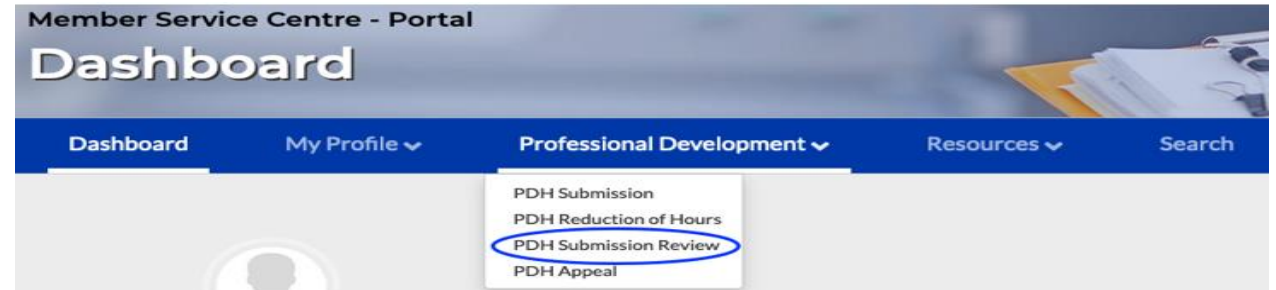 Member Service Centre - Portal
Dashboard
Dashboard My Profile Professional Development Resources Search
PDH Submission
PDH Reduction of Hours
PDH Submission Review
PDH Appeal